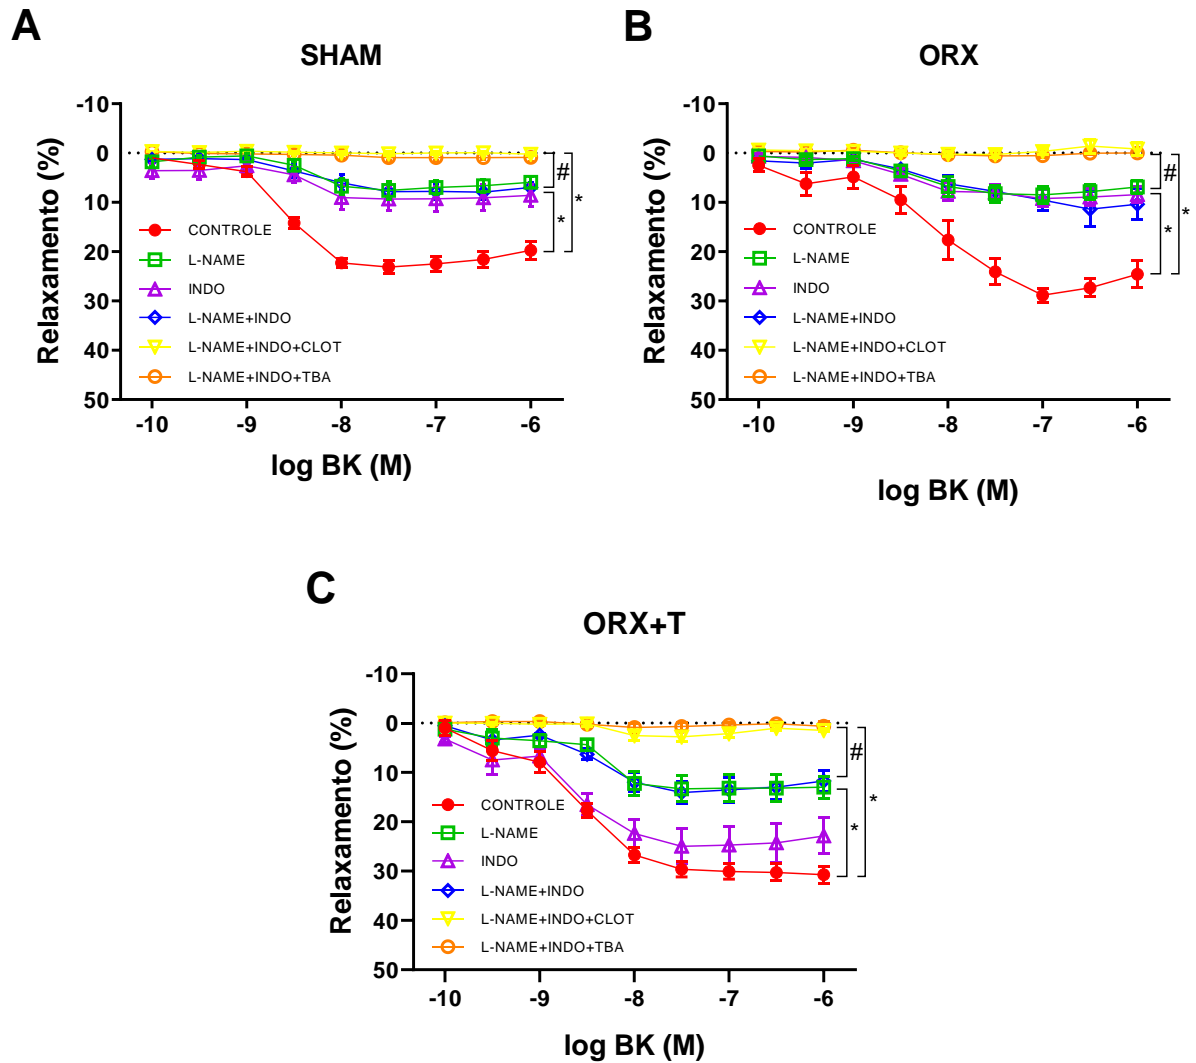 A
SHAM
Relaxamento (%)
-10
0
10
20
30
40
50
CONTROLE
L-NAME
INDO
L-NAME+INDO
L-NAME+INDO+CLOT
L-NAME+INDO+TBA
#
*
*
-10
-9
-8
-7
-6
log BK (M)
B
ORX
Relaxamento (%)
-10
0
10
20
30
40
50
CONTROLE
L-NAME
INDO
L-NAME+INDO
L-NAME+INDO+CLOT
L-NAME+INDO+TBA
#
*
*
-10
-9
-8
-7
-6
log BK (M)
C
ORX+T
Relaxamento (%)
-10
0
10
20
30
40
50
CONTROLE
L-NAME
INDO
L-NAME+INDO
L-NAME+INDO+CLOT
L-NAME+INDO+TBA
#
*
*
-10
-9
-8
-7
-6
log BK (M)